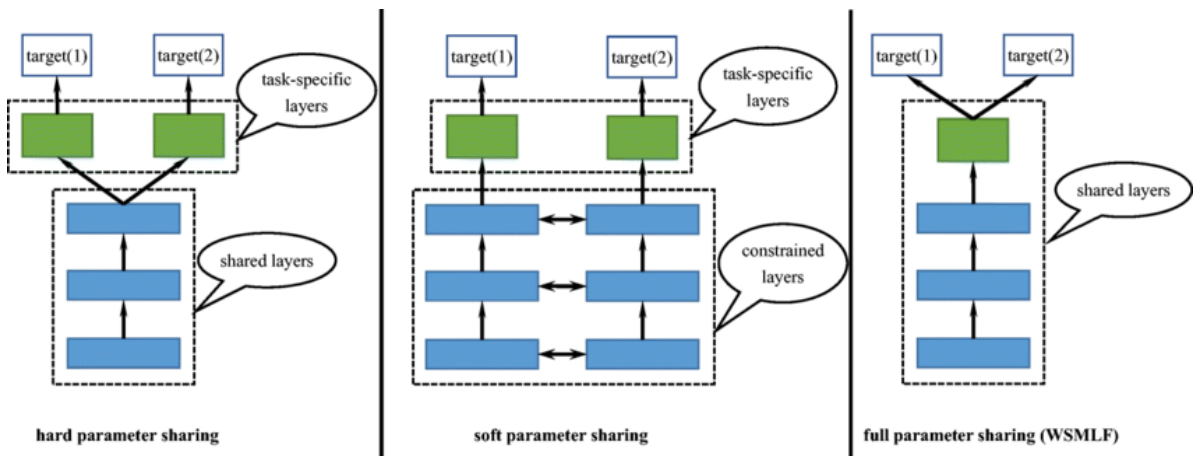 target(1)
target(2)
task-specific
layers
shared layers
hard parameter sharing
target(1)
target(2)
task-specific
layers
constrained
layers
soft parameter sharing
target(1)
target(2)
shared layers
full parameter sharing (WSMLF)